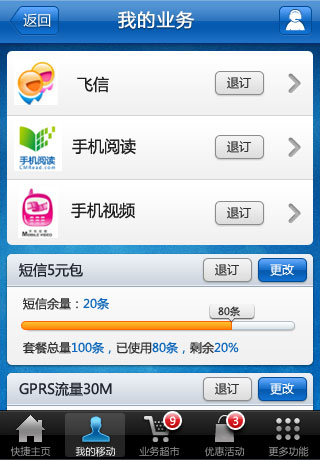 返回
我的业务
飞信
退订
手机阅读
CMRead.com
手机阅读
退订
手机视频
MOBILE VIDEO
手机视频
退订
短信5元包
退订
更改
短信余量：20条
80条
套餐总量100条，已使用80条，剩余20%
GPRS流量30M
退订
更改
9
3
快捷主页
我的移动
业务超市
优惠活动
更多功能